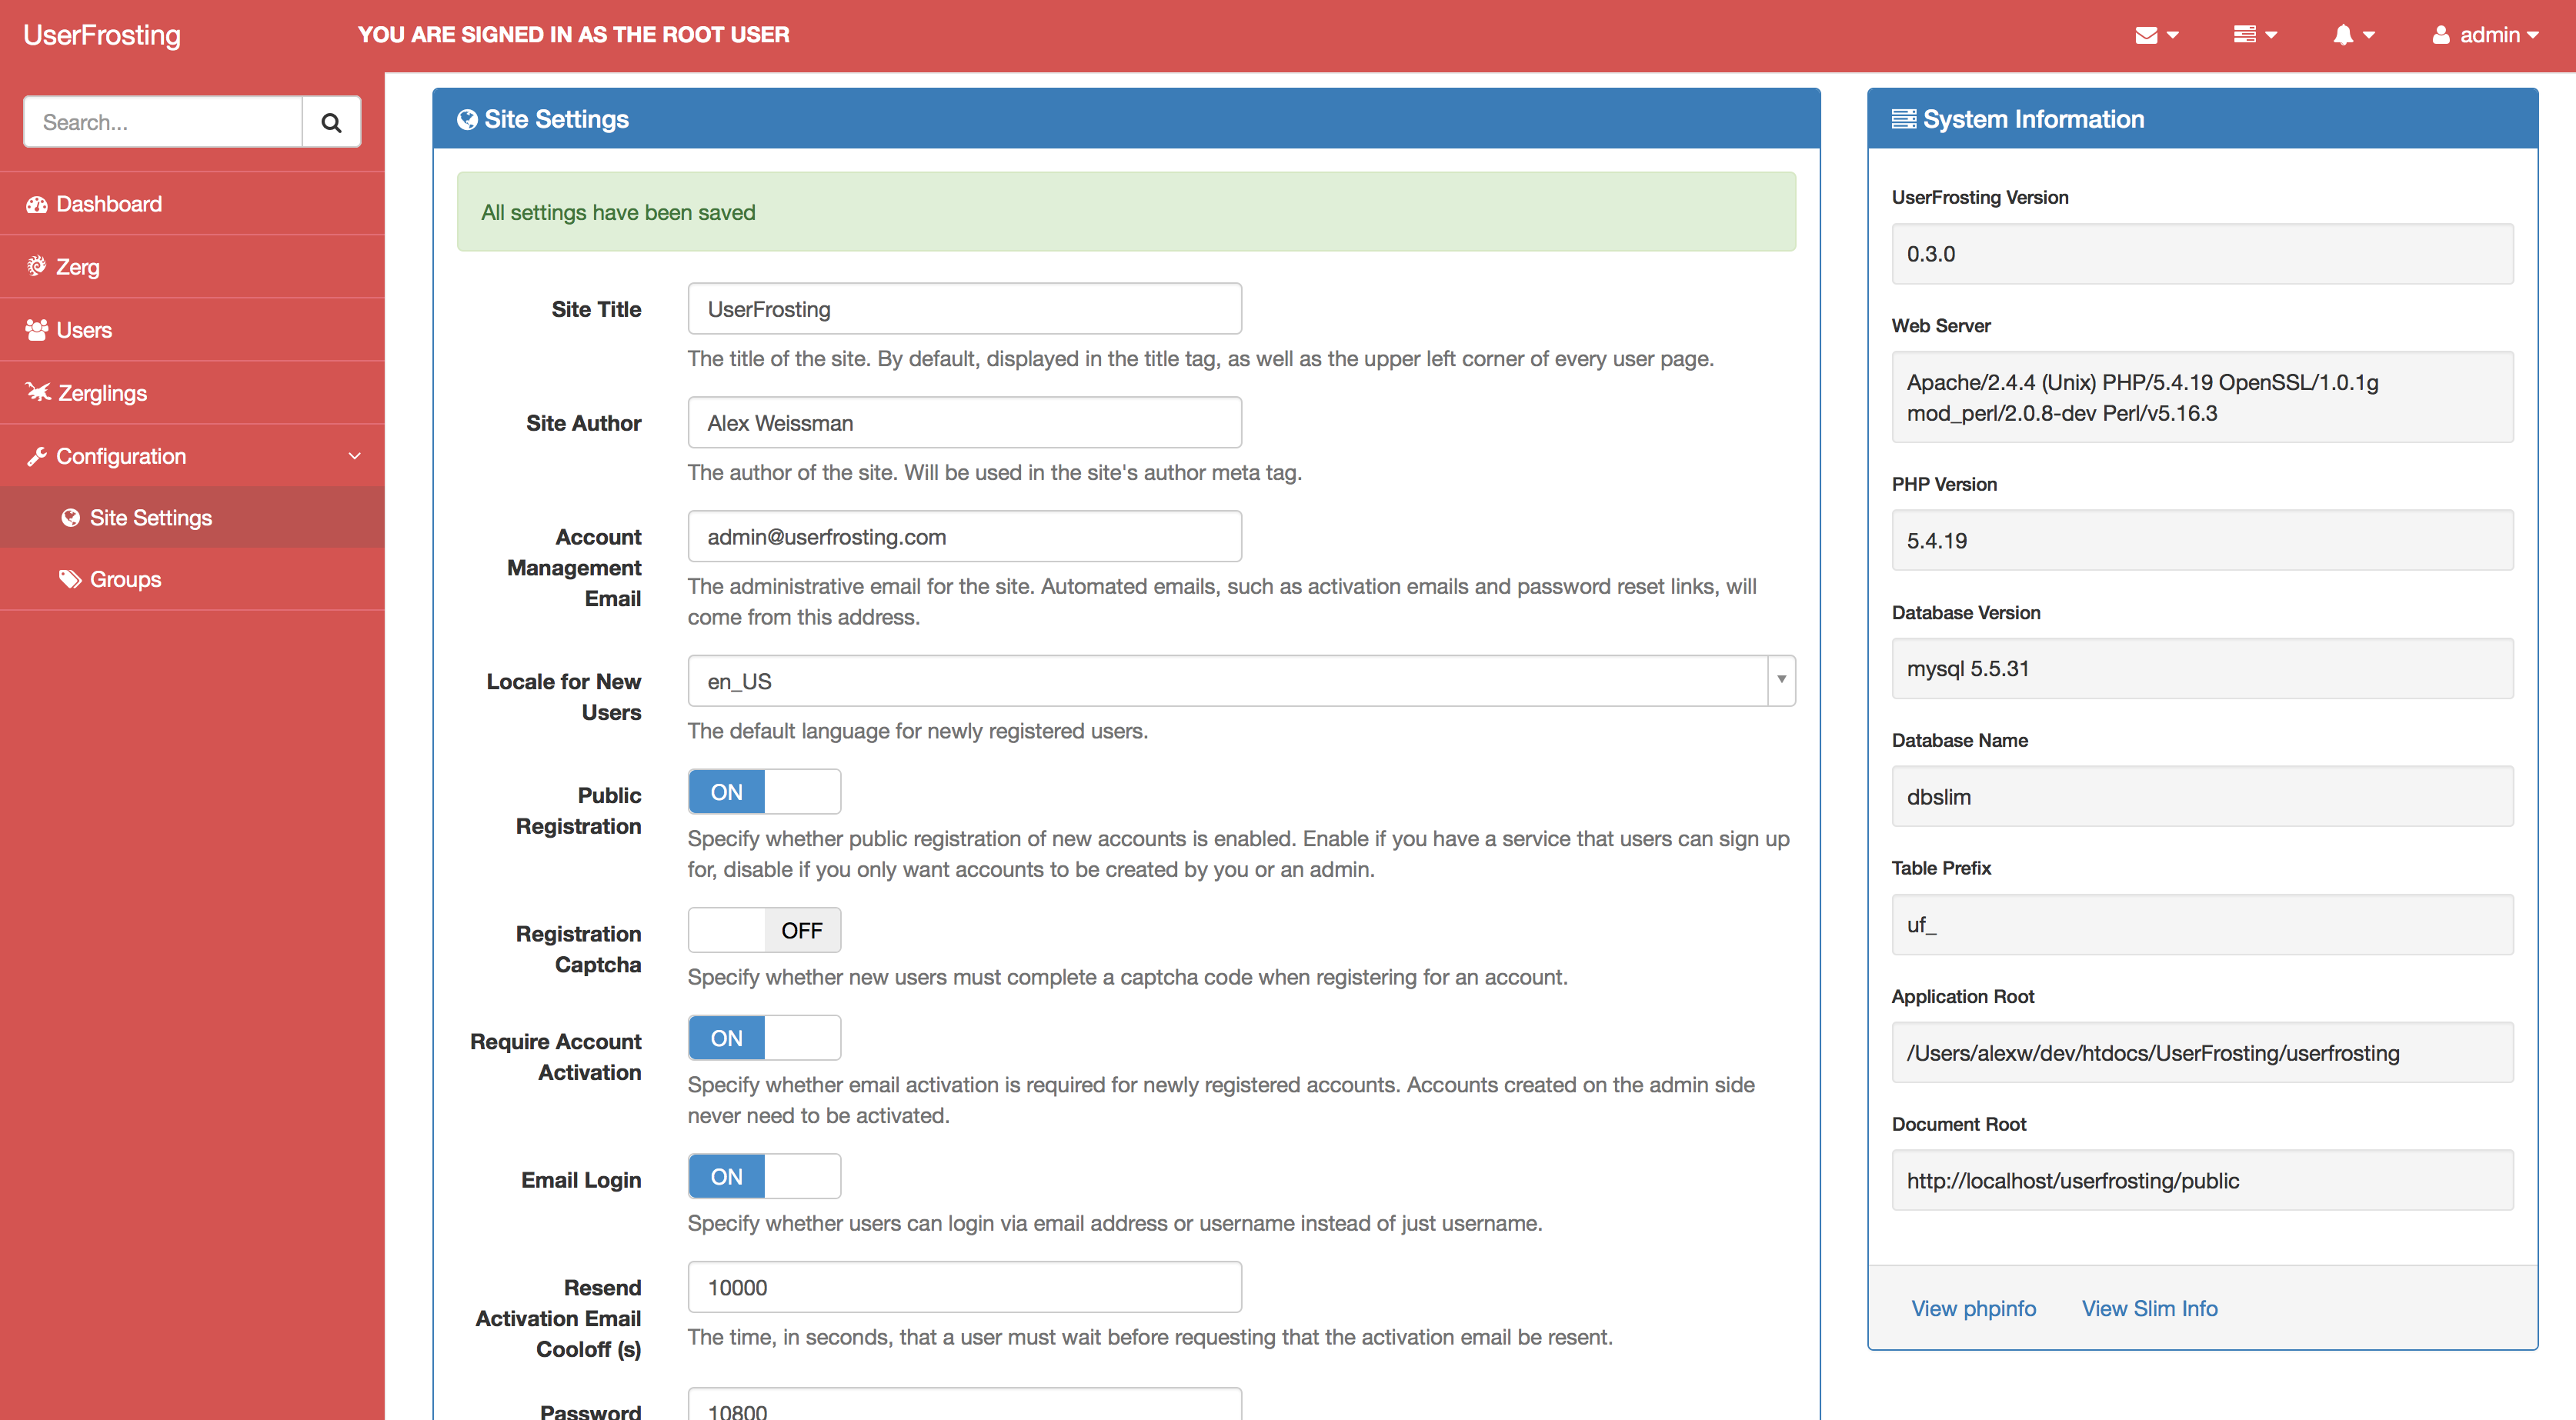 UserFrosting
YOU ARE SIGNED IN AS THE ROOT USER
admin
Search...
Dashboard
Zerg
Users
Zerglings
Configuration
Site Settings
Groups
Site Settings
All settings have been saved
Site Title
UserFrosting
The title of the site. By default, displayed in the title tag, as well as the upper left corner of every user page.
Site Author
Alex Weissman
The author of the site. Will be used in the site's author meta tag.
Account
Management
Email
admin@userfrosting.com
The administrative email for the site. Automated emails, such as activation emails and password reset links, will
come from this address.
Locale for New
Users
en_US
The default language for newly registered users.
Public
Registration
ON
Specify whether public registration of new accounts is enabled. Enable if you have a service that users can sign up
for, disable if you only want accounts to be created by you or an admin.
Registration
Captcha
OFF
Specify whether new users must complete a captcha code when registering for an account.
Require Account
Activation
ON
Specify whether email activation is required for newly registered accounts. Accounts created on the admin side
never need to be activated.
Email Login
ON
Specify whether users can login via email address or username instead of just username.
Resend
Activation Email
Cooloff (s)
10000
The time, in seconds, that a user must wait before requesting that the activation email be resent.
Password
10800
System Information
UserFrosting Version
0.3.0
Web Server
Apache/2.4.4 (Unix) PHP/5.4.19 OpenSSL/1.0.1g
mod_perl/2.0.8-dev Perl/v5.16.3
PHP Version
5.4.19
Database Version
mysql 5.5.31
Database Name
dbslim
Table Prefix
uf_
Application Root
/Users/alexw/dev/htdocs/UserFrosting/userfrosting
Document Root
http://localhost/userfrosting/public
View phpinfo
View Slim Info